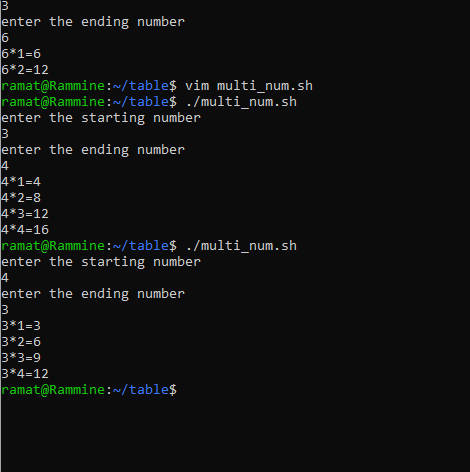 3
enter the ending number
6
6*1=6
6*2=12
ramat@Rammine:~/table$ vim multi_num.sh
ramat@Rammine:~/table$ ./multi_num.sh
enter the starting number
3
enter the ending number
4
4*1=4
4*2=8
4*3=12
4*4=16
ramat@Rammine:~/table$ ./multi_num.sh
enter the starting number
4
enter the ending number
3
3*1=3
3*2=6
3*3=9
3*4=12
ramat@Rammine:~/table$